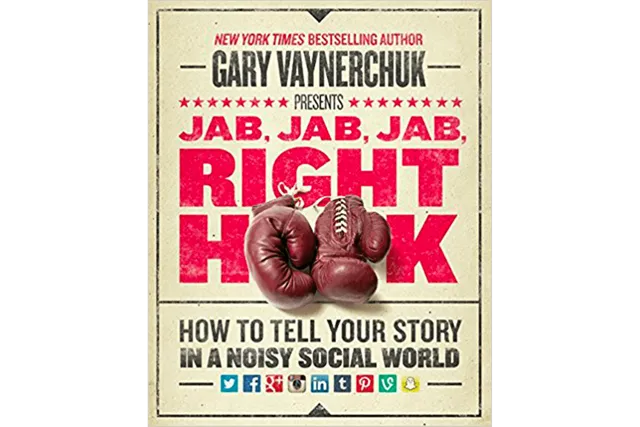 NEW YORK TIMES BESTSELLING AUTHOR
GARY VAYNERCHUK
PRESENTS
JAB, JAB, JAB,
RIGHT
HOOK
HOW TO TELL YOUR STORY
IN A NOISY SOCIAL WORLD